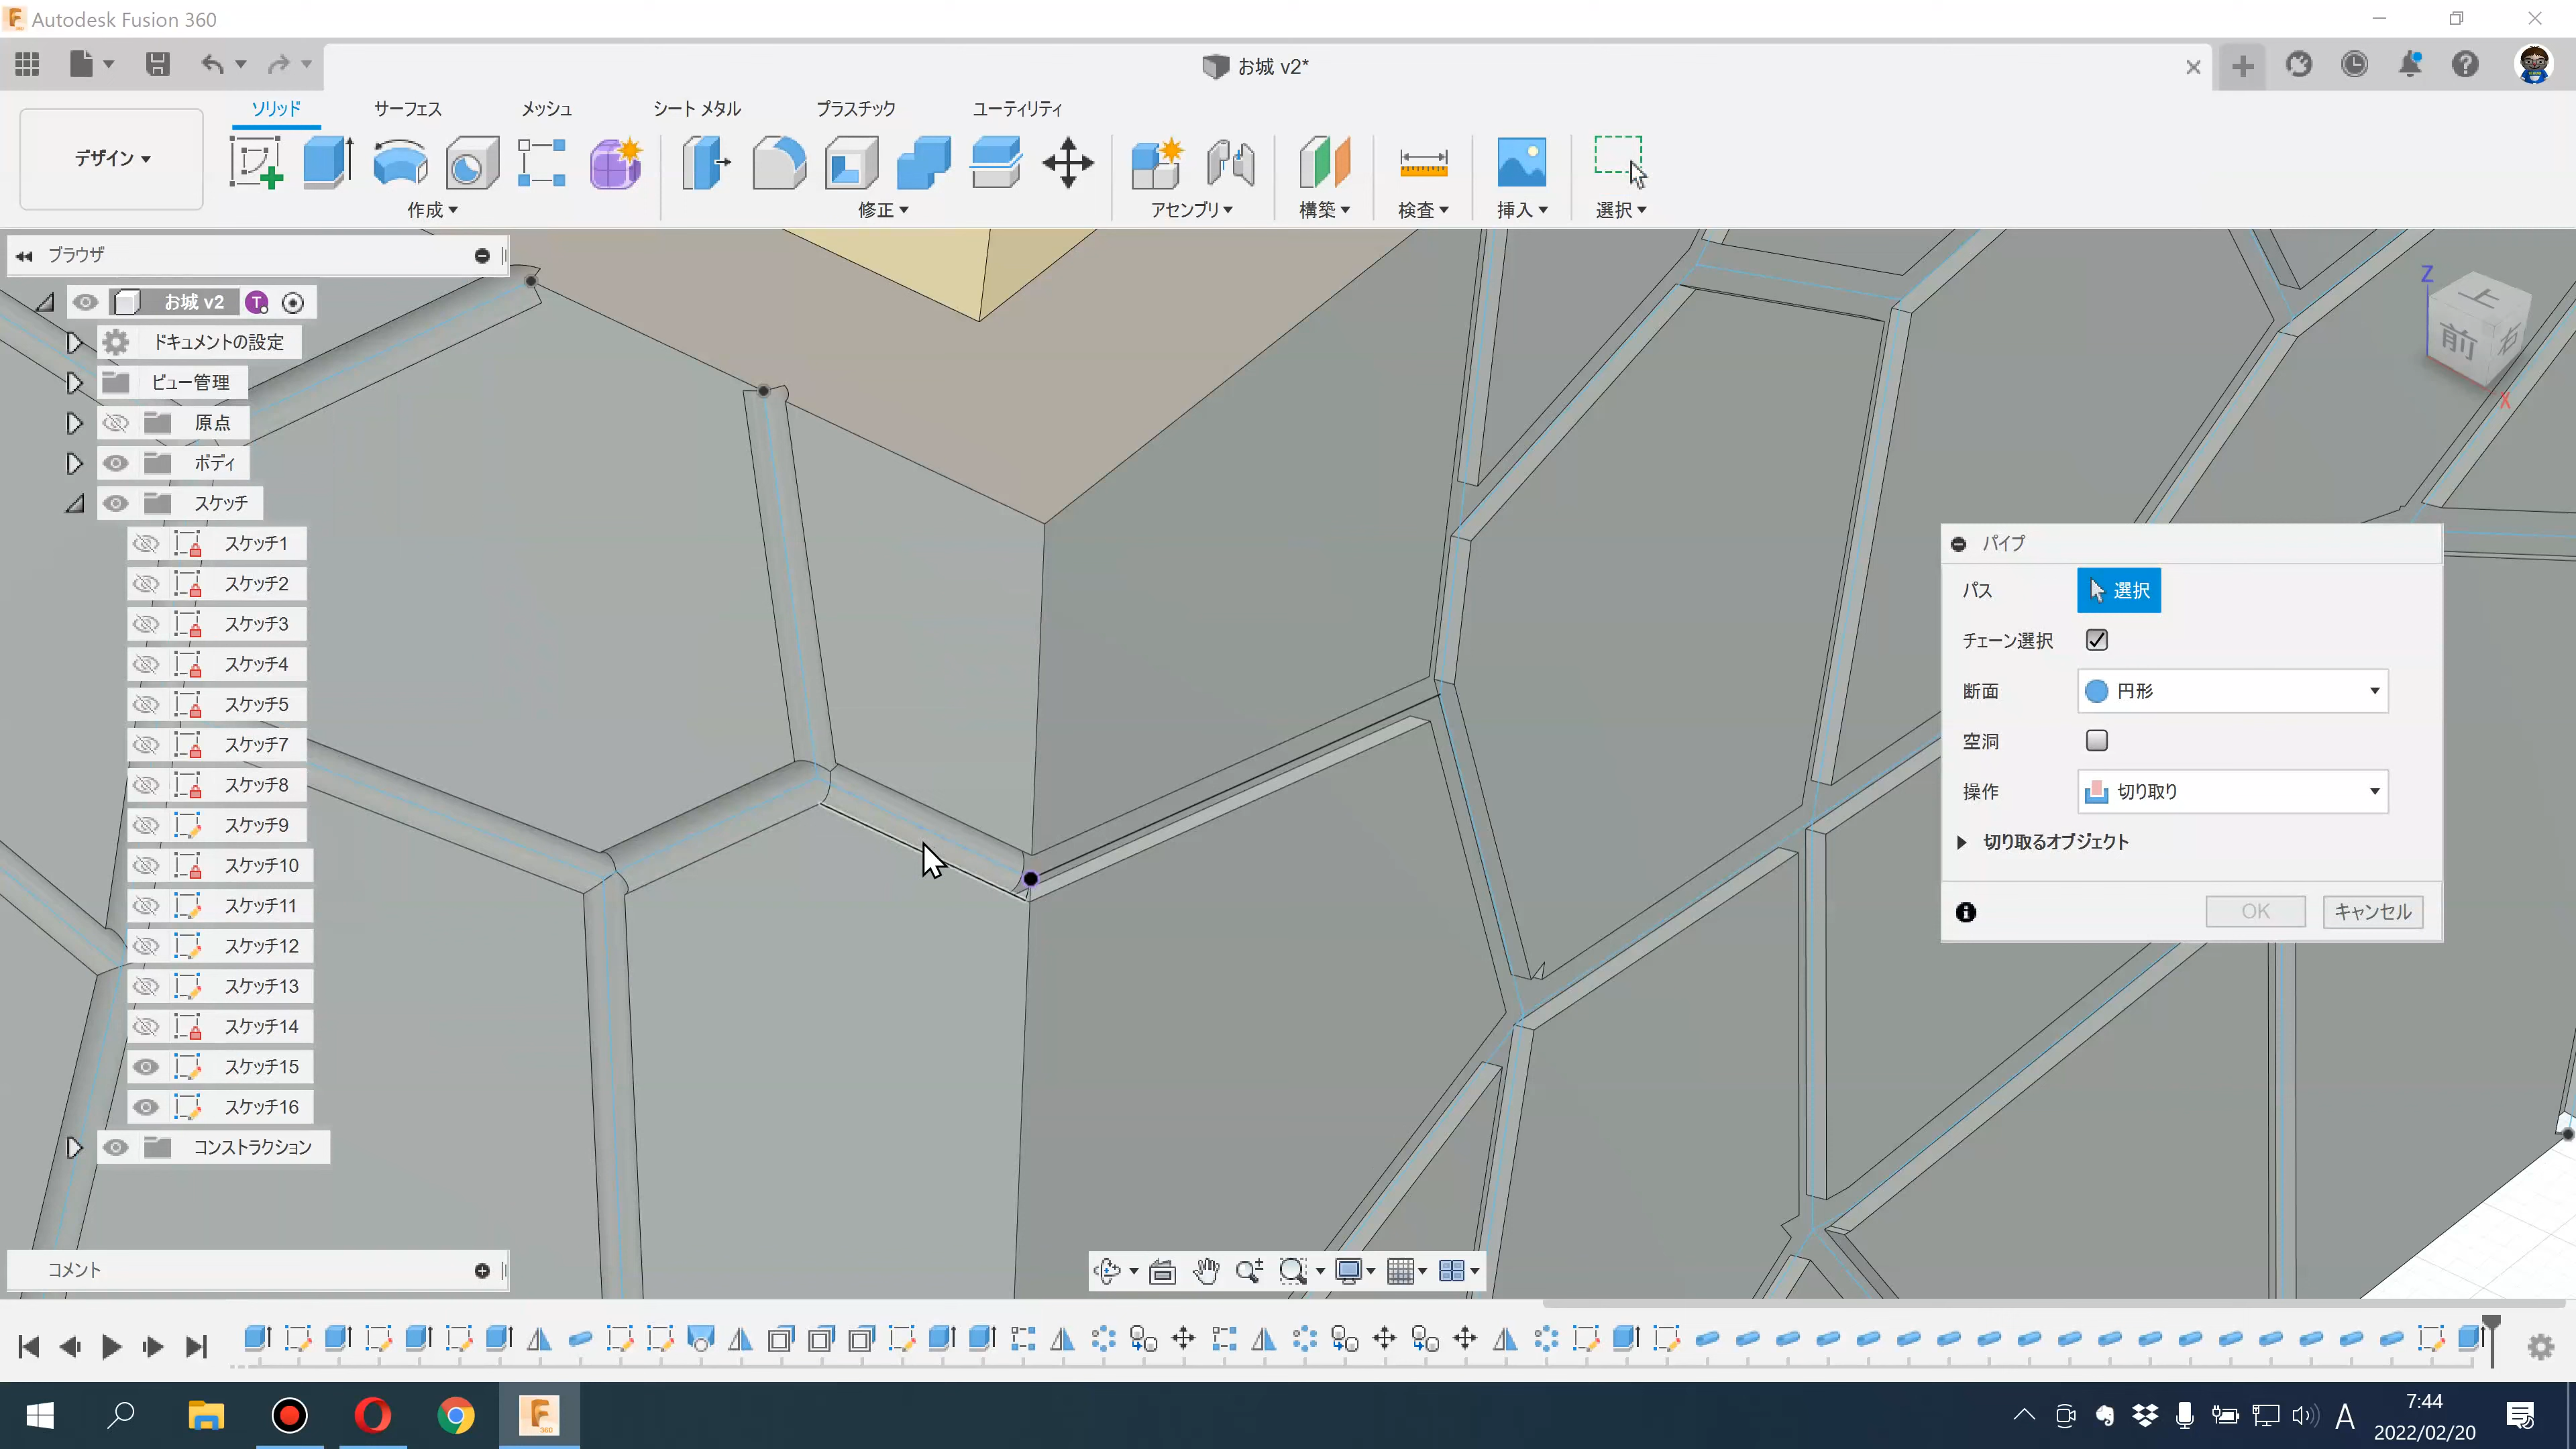 Autodesk Fusion 360
お城 v2*
ソリッド
サーフェス
メッシュ
シート メタル
プラスチック
ユーティリティ
デザイン
作成
修正
アセンブリ
構築
検査
挿入
選択
ブラウザ
お城 v2
ドキュメントの設定
ビュー管理
原点
ボディ
スケッチ
スケッチ1
スケッチ2
スケッチ3
スケッチ4
スケッチ5
スケッチ7
スケッチ8
スケッチ9
スケッチ10
スケッチ11
スケッチ12
スケッチ13
スケッチ14
スケッチ15
スケッチ16
コンストラクション
Z
上
前
右
X
パイプ
パス
選択
チェーン選択
断面
円形
空洞
操作
切り取り
切り取るオブジェクト
OK
キャンセル
コメント
A
7:44
2022/02/20